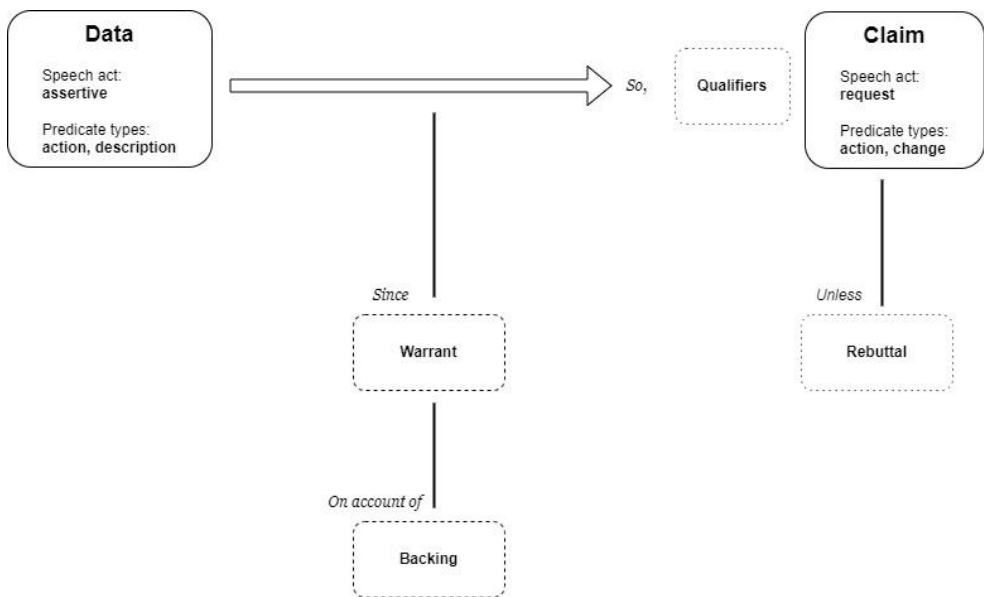 Data
Speech act:
assertive
Predicate types:
action, description
So,
Qualifiers
Claim
Speech act:
request
Predicate types:
action, change
Since
Warrant
Unless
Rebuttal
On account of
Backing